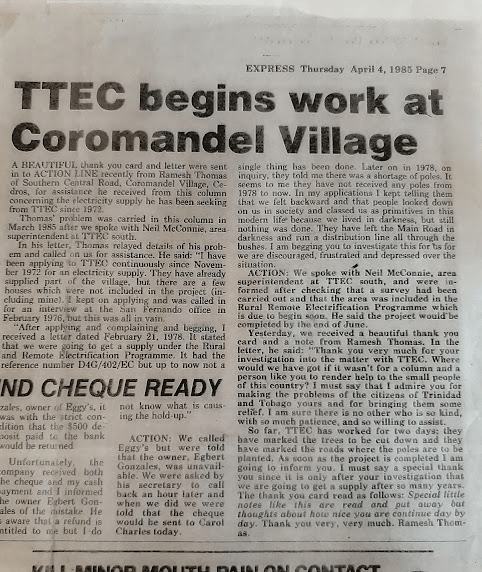 EXPRESS Thursday April 4, 1985 Page 7
TTEC begins work at
Coromandel Village
A BEAUTIFUL thank you card and letter were sent
in to ACTION LINE recently from Ramesh Thomas
of Southern Central Road, Coromandel Village, Ce-
dros, for assistance he received from this column
concerning the electricity supply he has been seeking
from TTEC since 1972.
Thomas' problem was carried in this column in
March 1985 after we spoke with Neil McConnie, area
superintendent at TTEC south.
In his letter, Thomas relayed details of his prob-
lem and called on us for assistance. He said: "I have
been applying to TTEC continuously since Novem-
ber 1972 for an electricity supply. They have already
supplied part of the village, but there are a few
houses which were not included in the project (in-
cluding mine). I kept on applying and was called in
for an interview at the San Fernando office in
February 1976, but this was all in vain.
"After applying and complaining and begging, I
received a letter dated February 21, 1978. It stated
that we were going to get a supply under the Rural
and Remote Electrification Programme. It had the
reference number D4G/402/EC but up to now not a
single thing has been done. Later on in 1978, on
inquiry, they told me there was a shortage of poles. It
seems to me they have not received any poles from
1978 to now. In my applications I kept telling them
that we felt backward and that people looked down
on us in society and classed us as primitives in this
modern life because we lived in darkness, but still
nothing was done. They have left the Main Road in
darkness and run a distribution line all through the
bushes. I am begging you to investigate this for us for
we are discouraged, frustrated and depressed over the
situation.
ACTION: We spoke with Neil McConnie, area
superintendent at TTEC south, and were in-
formed after checking that a survey had been
carried out and that the area was included in the
Rural Remote Electrification Programme which
is due to begin soon. He said the project would be
completed by the end of June.
Yesterday, we received a beautiful thank you
card and a note from Ramesh Thomas. In the
letter, he said: "Thank you very much for your
investigation in the matter with TTEC. Where
would we have got if it wasn't for a column and a
person like you to render help to the small people
of this country? I must say that I admire you for
making the problems of the citizens of Trinidad
and Tobago yours and for bringing them some
relief. I am sure there is no other who is so kind,
with so much patience, and so willing to assist.
So far, TTEC has worked for two days; they
have marked the trees to be cut down and they
have marked the roads where the poles are to be
planted. As soon as the project is completed I am
going to inform you. I must say a special thank
you since it is only after your investigation that
we are going to get a supply after so many years.
The thank you card read as follows: Special little
notes like this are read and put away but
thoughts about how nice you are continue day by
day. Thank you very, very much. Ramesh Thom-
as.
ND CHEQUE READY
zales, owner of Eggy's, it
was with the strict con-
dition that the $500 de-
posit paid to the bank
would be returned
Unfortunately, the
company received both
the cheque and my cash
payment and I informed
the owner Egbert Gon-
ales of the mistake. He
s aware that a refund is
ntitled to me but I do
not know what is caus-
ing the hold-up."
ACTION: We called
Eggy's but were told
that the owner, Egbert
Gonzales, was unavail-
able. We were asked by
his secretary to call
back an hour later and
when we did we were
told that the cheque
would be sent to Carol
Charles today.
KILL MINOR MOUTH PAIN ON CONTACT